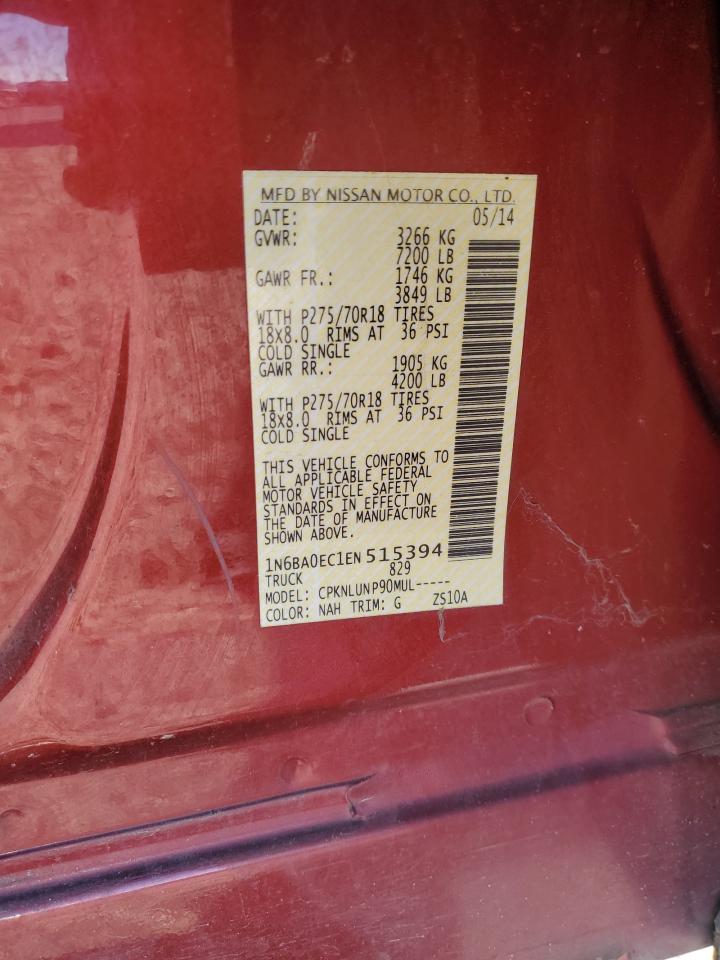 MFD BY NISSAN MOTOR CO., LTD.
DATE: 05/14
GVWR: 3266 KG
7200 LB
GAWR FR.: 1746 KG
3849 LB
WITH P275/70R18 TIRES
18X8.0 RIMS AT 36 PSI
COLD SINGLE
GAWR RR.: 1905 KG
4200 LB
WITH P275/70R18 TIRES
18X8.0 RIMS AT 36 PSI
COLD SINGLE
THIS VEHICLE CONFORMS TO
ALL APPLICABLE FEDERAL
MOTOR VEHICLE SAFETY
STANDARDS IN EFFECT ON
THE DATE OF MANUFACTURE
SHOWN ABOVE.
1N6BA0EC1EN 515394
TRUCK 829
MODEL: CPKNLUNP90MUL-----
COLOR: NAH TRIM: G ZS10A